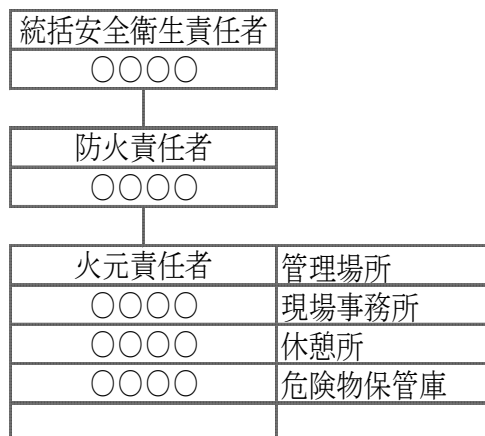 統括安全衛生責任者
○○○○
防火責任者
○○○○
火元責任者 管理場所
○○○○ 現場事務所
○○○○ 休憩所
○○○○ 危険物保管庫